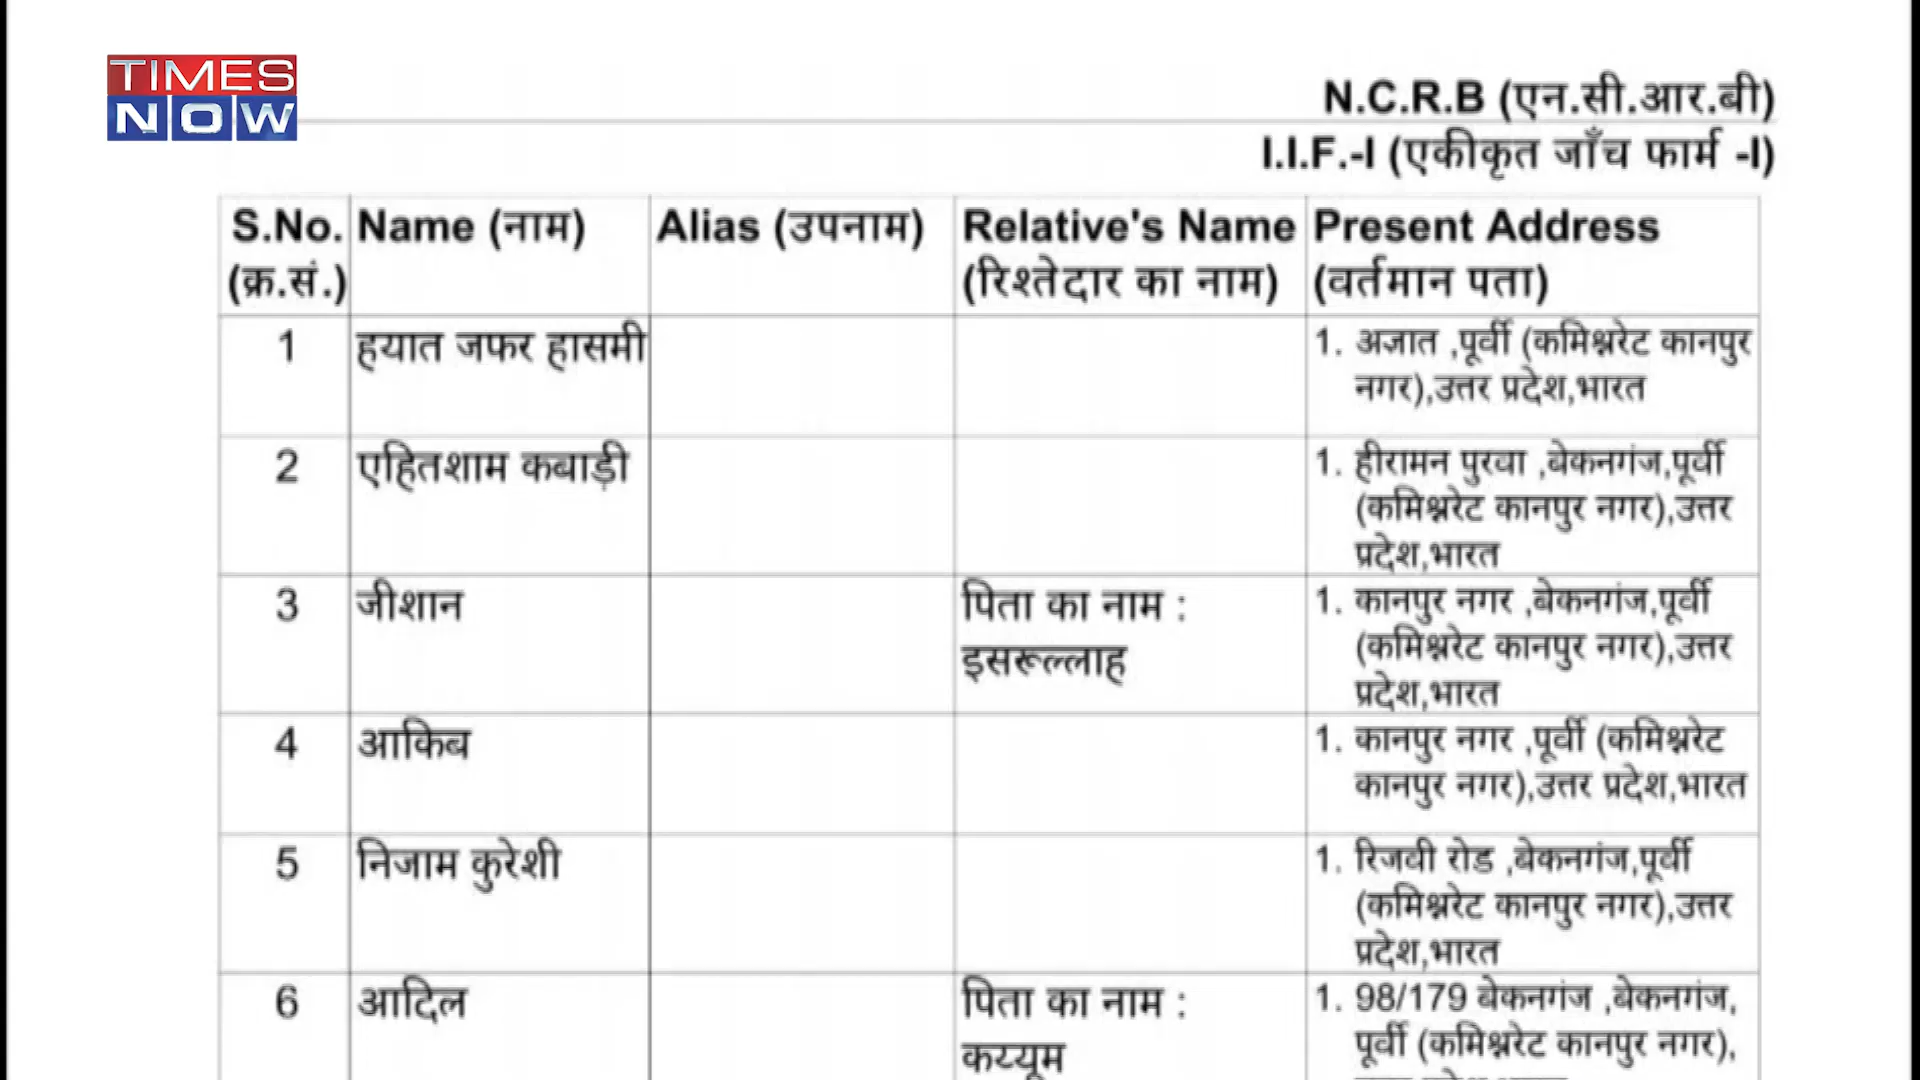 TIMES
NOW
N.C.R.B (एन.सी.आर.बी)
I.I.F.-I (एकीकृत जाँच फार्म -I)
S.No. Name (नाम) Alias (उपनाम) Relative's Name Present Address
(क्र.सं.) (रिश्तेदार का नाम) (वर्तमान पता)
1 हयात जफर हासमी 1. अज्ञात ,पूर्वी (कमिश्नरेट कानपुर
नगर),उत्तर प्रदेश,भारत
2 एहितशाम कबाड़ी 1. हीरामन पुरवा ,बेकनगंज,पूर्वी
(कमिश्नरेट कानपुर नगर),उत्तर
प्रदेश,भारत
3 जीशान पिता का नाम : 1. कानपुर नगर ,बेकनगंज,पूर्वी
इसरूल्लाह (कमिश्नरेट कानपुर नगर),उत्तर
प्रदेश,भारत
4 आकिब 1. कानपुर नगर ,पूर्वी (कमिश्नरेट
कानपुर नगर),उत्तर प्रदेश,भारत
5 निजाम कुरेशी 1. रिजवी रोड ,बेकनगंज,पूर्वी
(कमिश्नरेट कानपुर नगर),उत्तर
प्रदेश,भारत
6 आदिल पिता का नाम : 1. 98/179 बेकनगंज ,बेकनगंज,
कय्यूम पूर्वी (कमिश्नरेट कानपुर नगर),